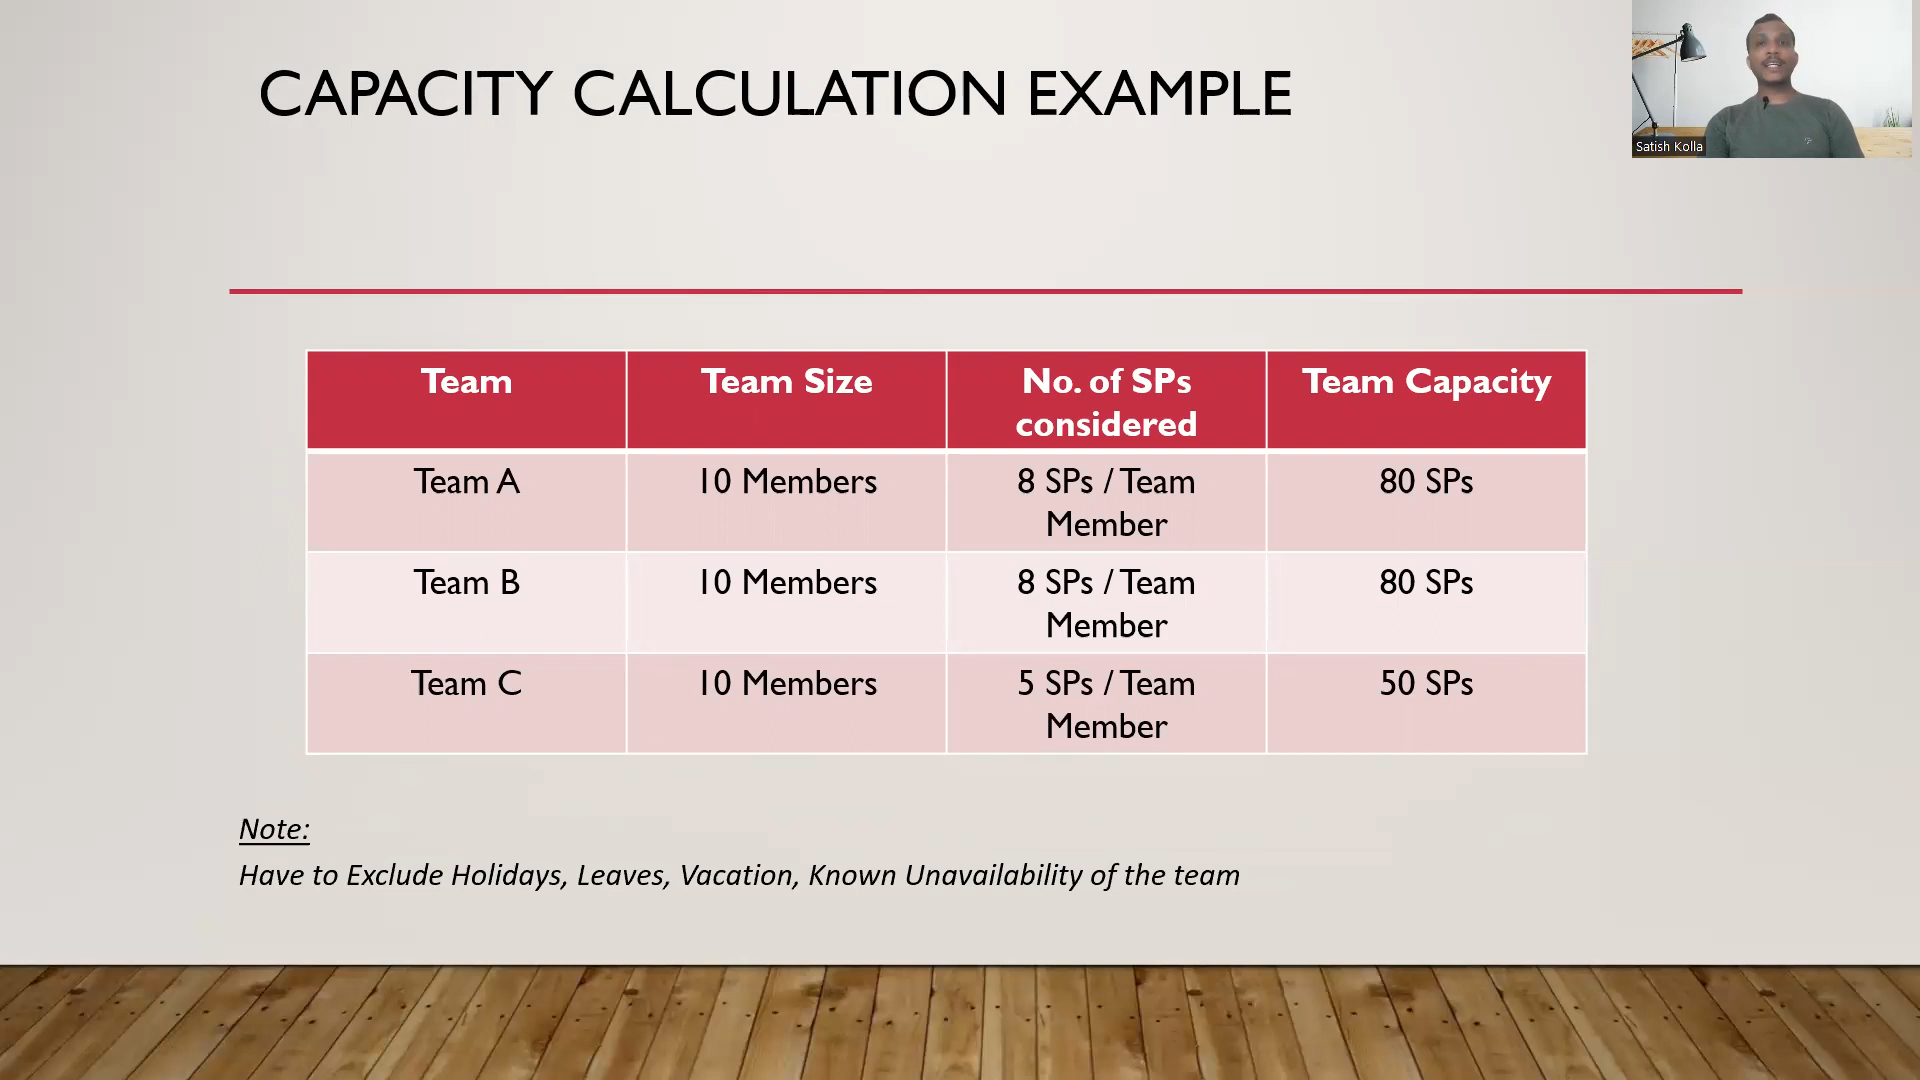 CAPACITY CALCULATION EXAMPLE
Satish Kolla
Team
Team Size
No. of SPs
considered
Team Capacity
Team A
10 Members
8 SPs / Team
Member
80 SPs
Team B
10 Members
8 SPs / Team
Member
80 SPs
Team C
10 Members
5 SPs / Team
Member
50 SPs
Note:
Have to Exclude Holidays, Leaves, Vacation, Known Unavailability of the team